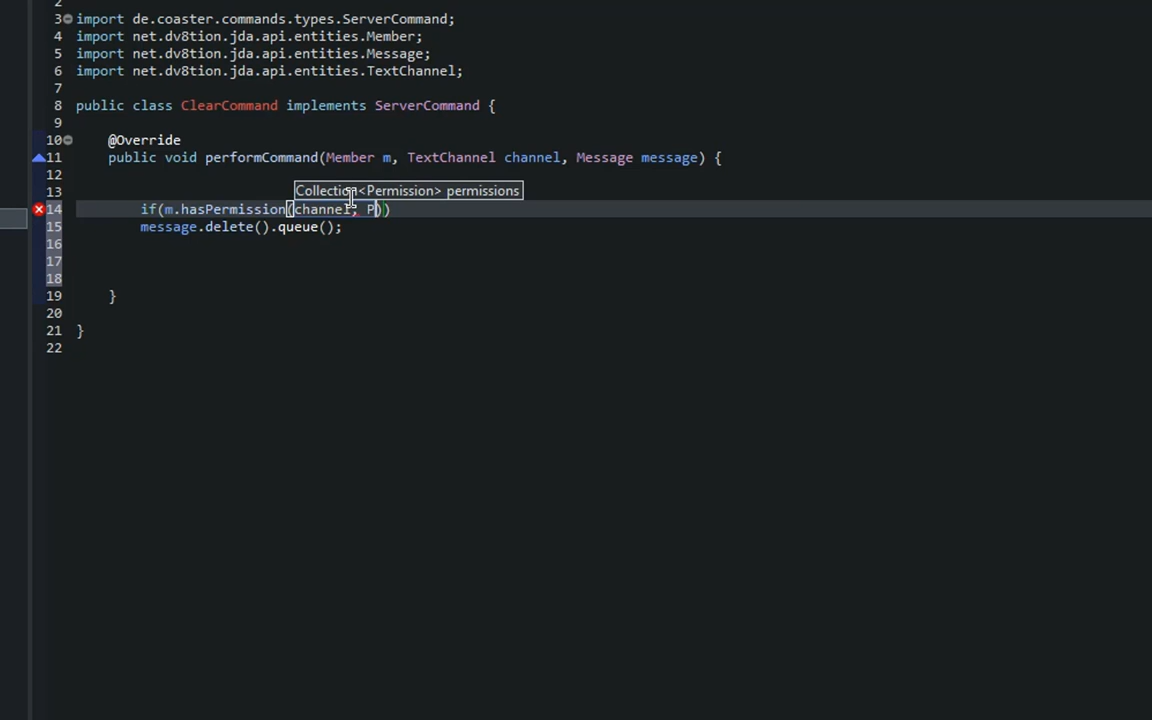 2
3 import de.coaster.commands.types.ServerCommand;
4 import net.dv8tion.jda.api.entities.Member;
5 import net.dv8tion.jda.api.entities.Message;
6 import net.dv8tion.jda.api.entities.TextChannel;
7
8 public class ClearCommand implements ServerCommand {
9
10 @Override
11 public void performCommand(Member m, TextChannel channel, Message message) {
12
13
Collection<Permission> permissions
14 if(m.hasPermission(channel, P))
15 message.delete().queue();
16
17
18
19 }
20
21 }
22